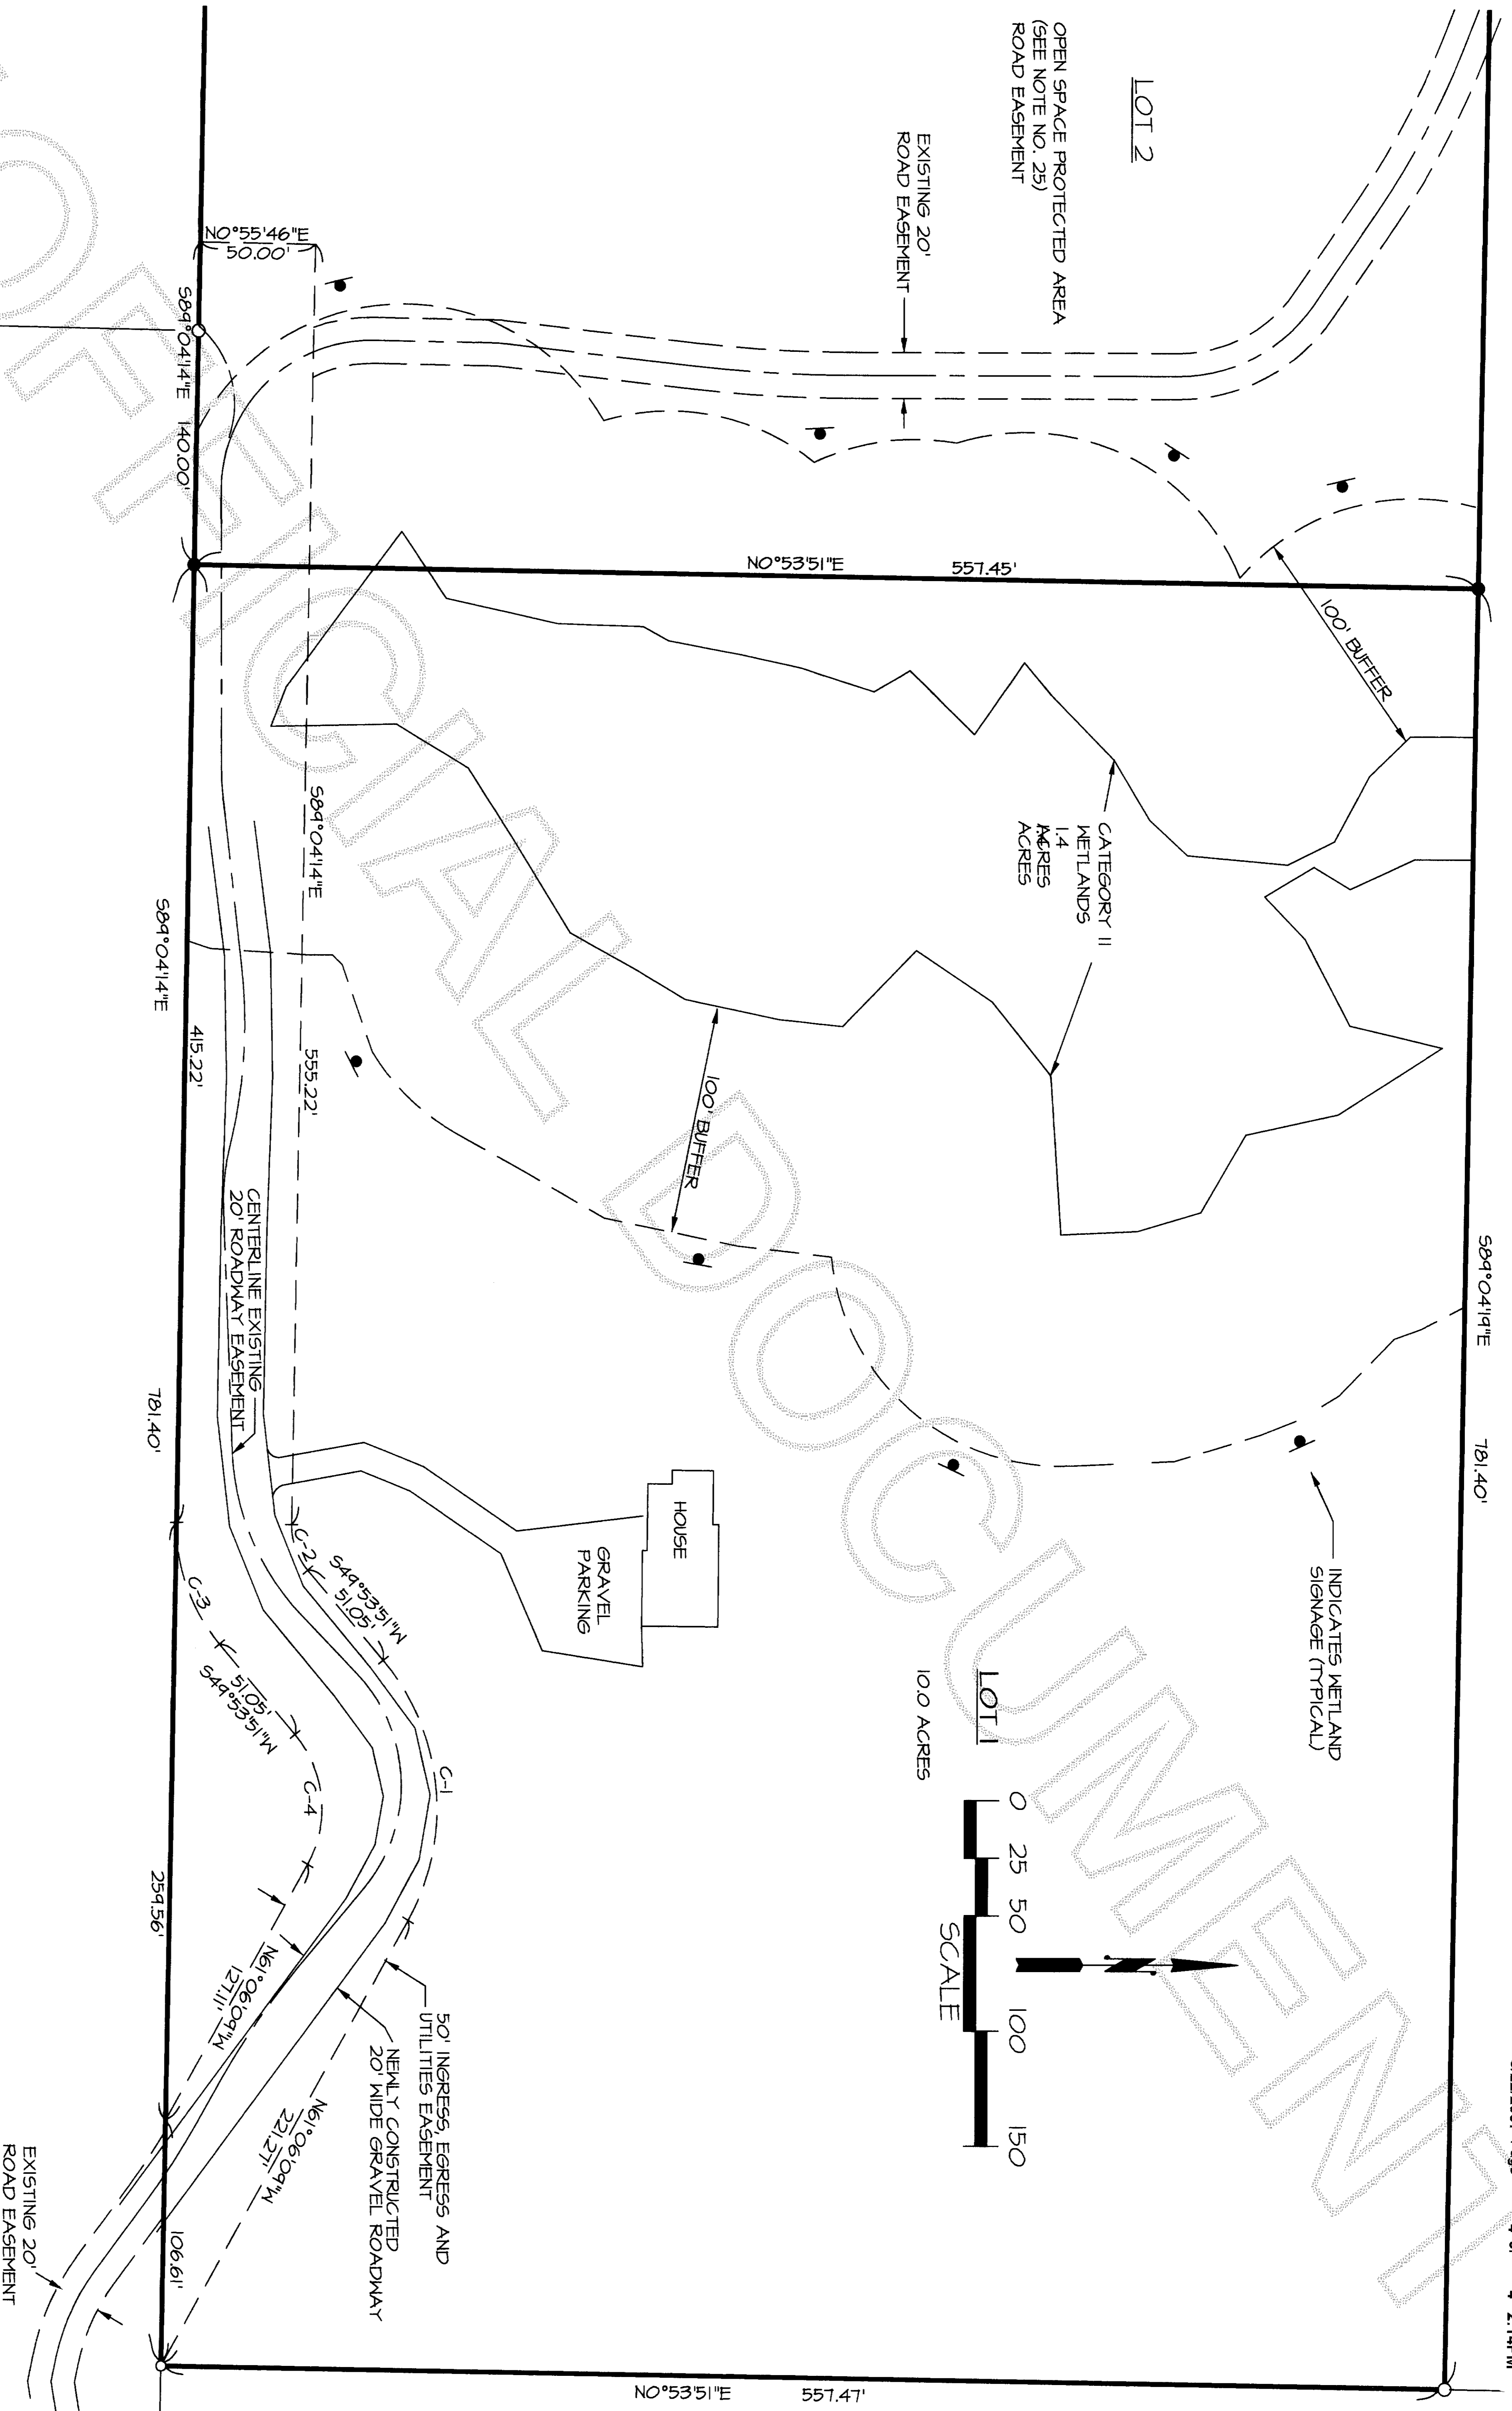 LOT 2
OPEN SPACE PROTECTED AREA
(SEE NOTE NO. 25)
ROAD EASEMENT
EXISTING 20'
ROAD EASEMENT
N0°55'46"E
50.00'
S89°04'14"E 140.00'
N0°53'51"E 557.45'
100' BUFFER
CATEGORY II
WETLANDS
1.4
ACRES
ACRES
S89°04'14"E
555.22'
S89°04'14"E
415.22'
100' BUFFER
CENTERLINE EXISTING
20' ROADWAY EASEMENT
781.40'
S89°04'19"E
781.40'
INDICATES WETLAND
SIGNAGE (TYPICAL)
HOUSE
GRAVEL
PARKING
LOT 1
10.0 ACRES
0 25 50 100 150
SCALE
C-2
S49°53'51"W
51.05'
C-3
51.05'
S49°53'51"W
C-1
C-4
259.56'
N61°06'09"W
127.11'
50' INGRESS, EGRESS AND
UTILITIES EASEMENT
NEWLY CONSTRUCTED
20' WIDE GRAVEL ROADWAY
N61°06'09"W
221.27'
106.61'
EXISTING 20'
ROAD EASEMENT
N0°53'51"E 557.47'
OFFICIAL DOCUMENT
2:14PM